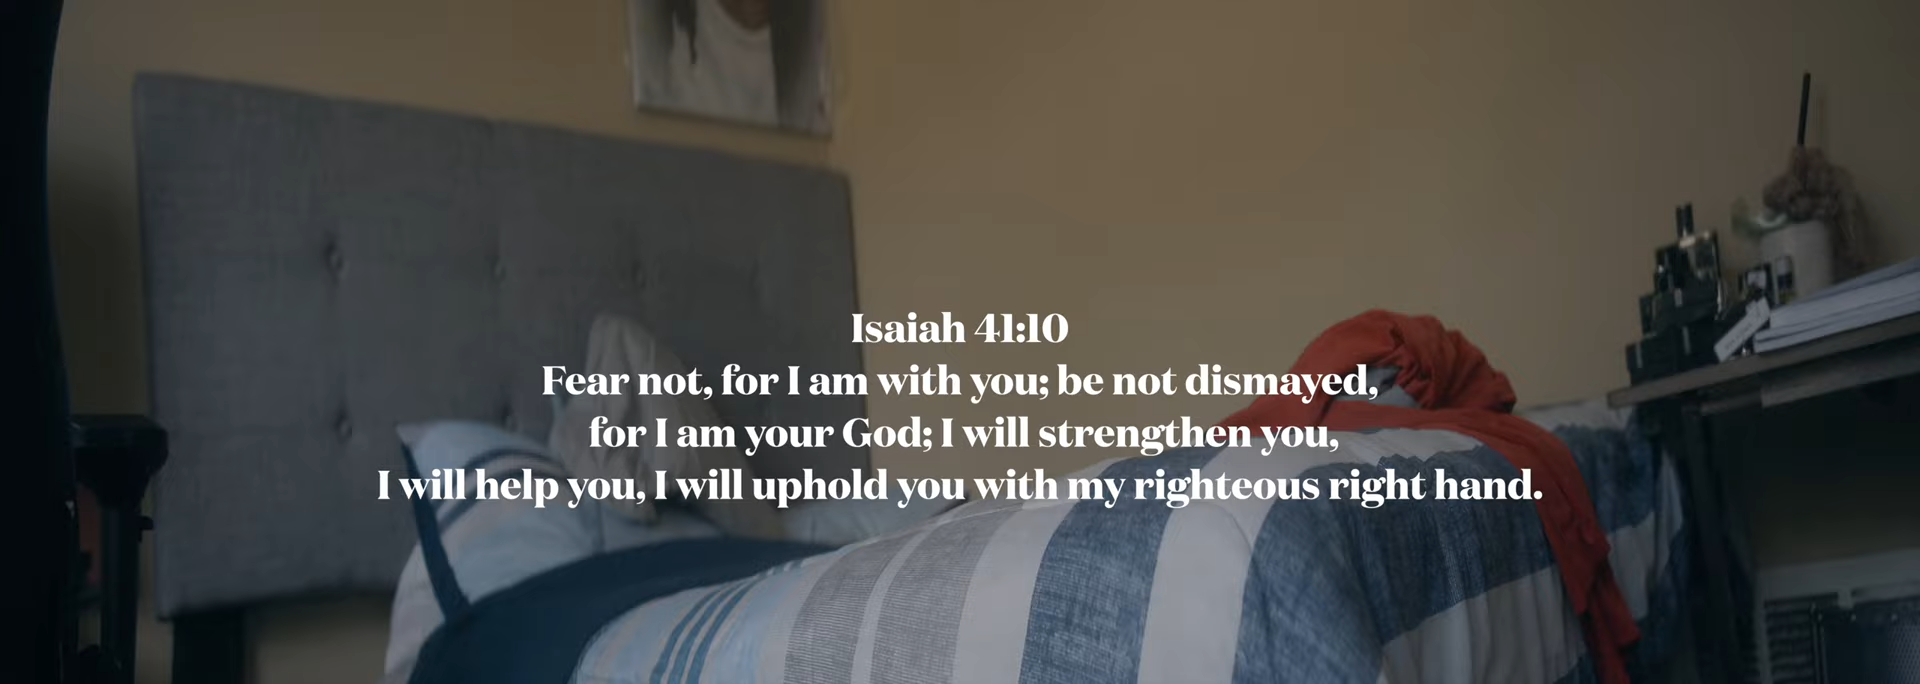 Isaiah 41:10
Fear not, for I am with you; be not dismayed,
for I am your God; I will strengthen you,
I will help you, I will uphold you with my righteous right hand.